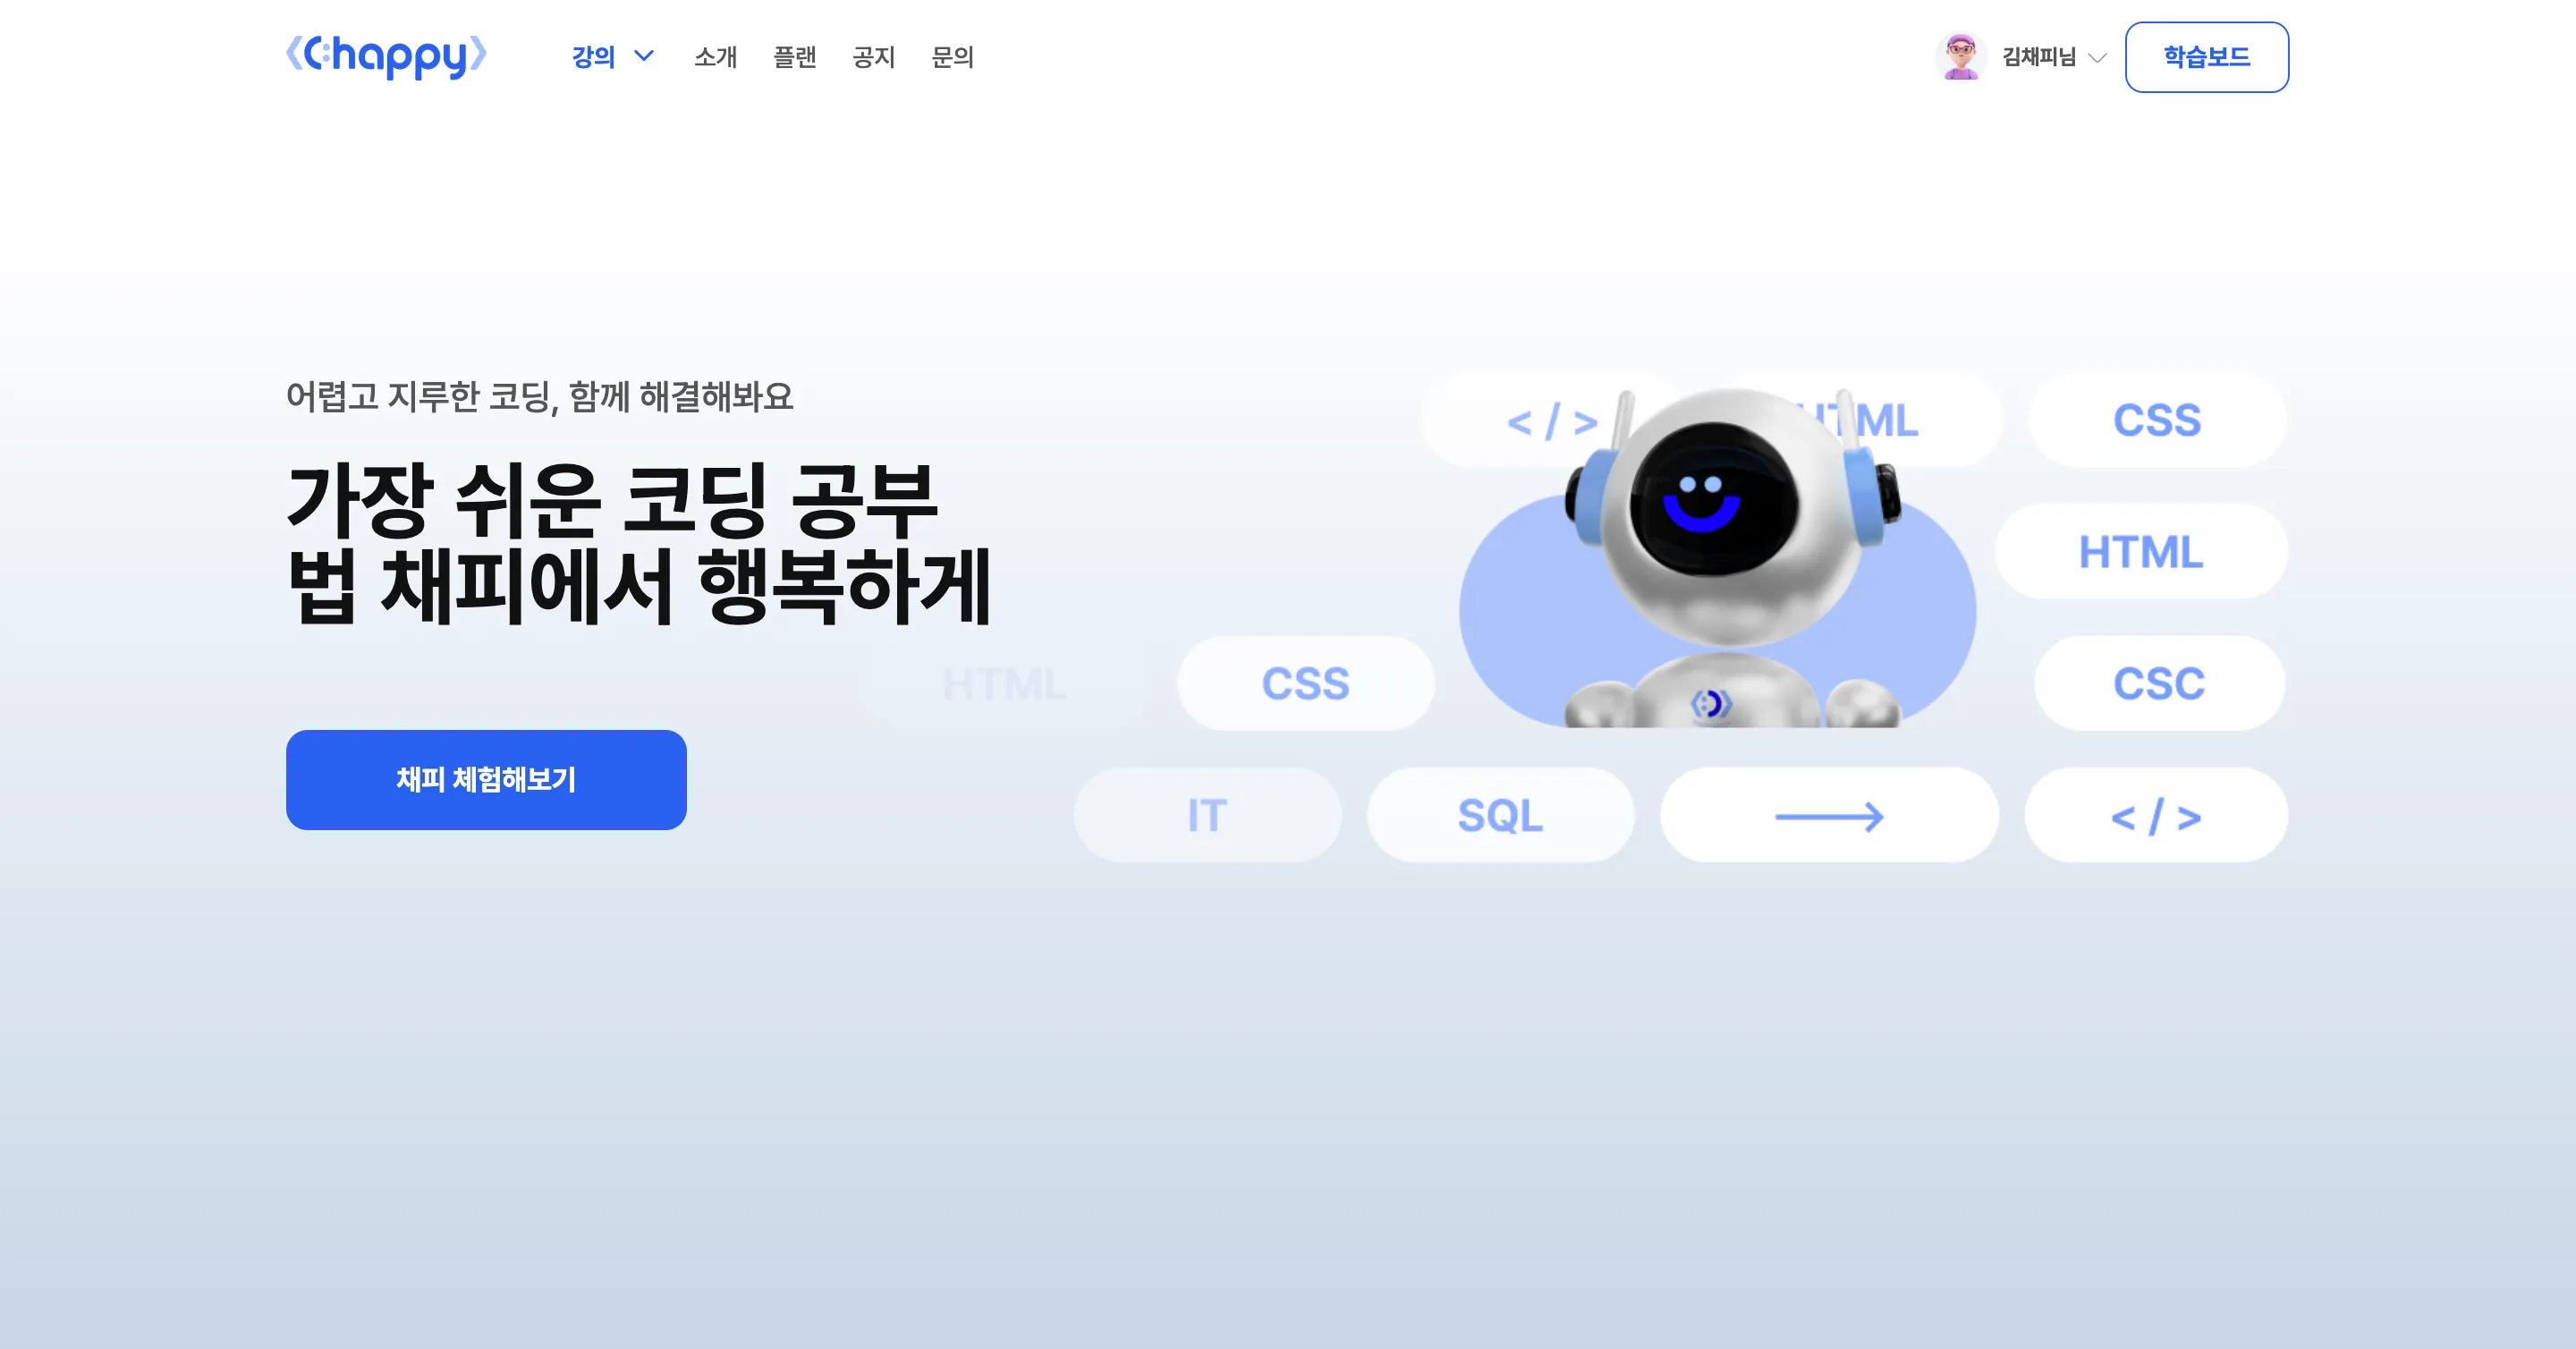 Chappy
강의 소개 플랜 공지 문의
김채피님 학습보드
어렵고 지루한 코딩, 함께 해결해봐요
가장 쉬운 코딩 공부
법 채피에서 행복하게
채피 체험해보기
< / > HTML CSS
HTML
HTML CSS CSC
IT SQL → < / >